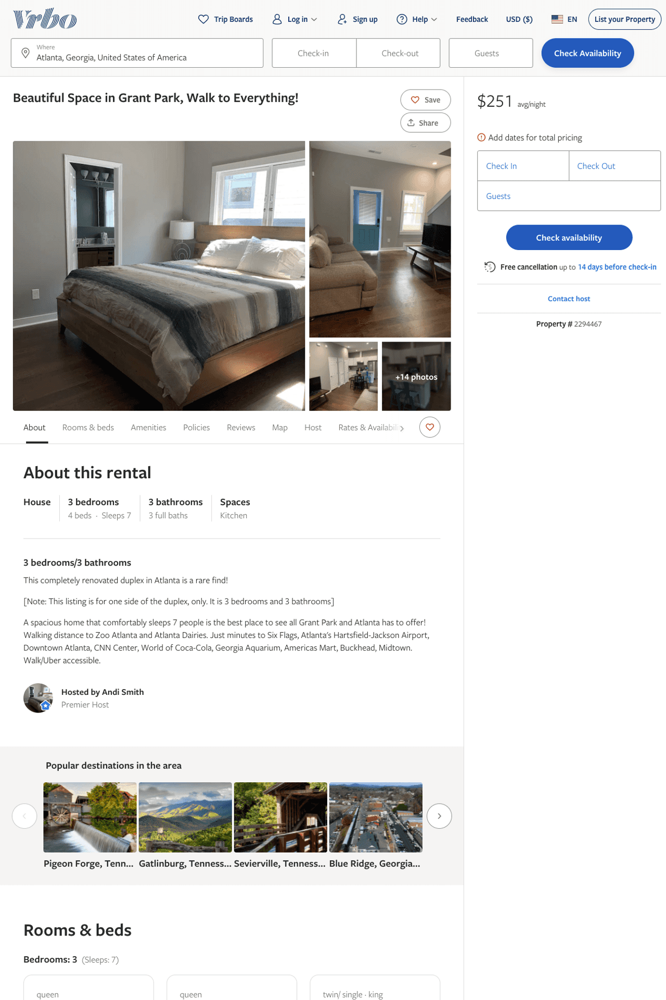 Vrbo
Trip Boards
Log in
Sign up
Help
Feedback
USD ($)
EN
List your Property
Where
Atlanta, Georgia, United States of America
Check-in
Check-out
Guests
Check Availability
Beautiful Space in Grant Park, Walk to Everything!
Save
Share
$251 avg/night
Add dates for total pricing
Check In
Check Out
Guests
Check availability
Free cancellation up to 14 days before check-in
Contact host
Property # 2294467
+14 photos
About
Rooms & beds
Amenities
Policies
Reviews
Map
Host
Rates & Availabili
About this rental
House
3 bedrooms
4 beds · Sleeps 7
3 bathrooms
3 full baths
Spaces
Kitchen
3 bedrooms/3 bathrooms
This completely renovated duplex in Atlanta is a rare find!
[Note: This listing is for one side of the duplex, only. It is 3 bedrooms and 3 bathrooms]
A spacious home that comfortably sleeps 7 people is the best place to see all Grant Park and Atlanta has to offer!
Walking distance to Zoo Atlanta and Atlanta Dairies. Just minutes to Six Flags, Atlanta's Hartsfield-Jackson Airport,
Downtown Atlanta, CNN Center, World of Coca-Cola, Georgia Aquarium, Americas Mart, Buckhead, Midtown.
Walk/Uber accessible.
Hosted by Andi Smith
Premier Host
Popular destinations in the area
Pigeon Forge, Tenn...
Gatlinburg, Tenness...
Sevierville, Tenness...
Blue Ridge, Georgia...
Rooms & beds
Bedrooms: 3 (Sleeps: 7)
queen
queen
twin/ single · king